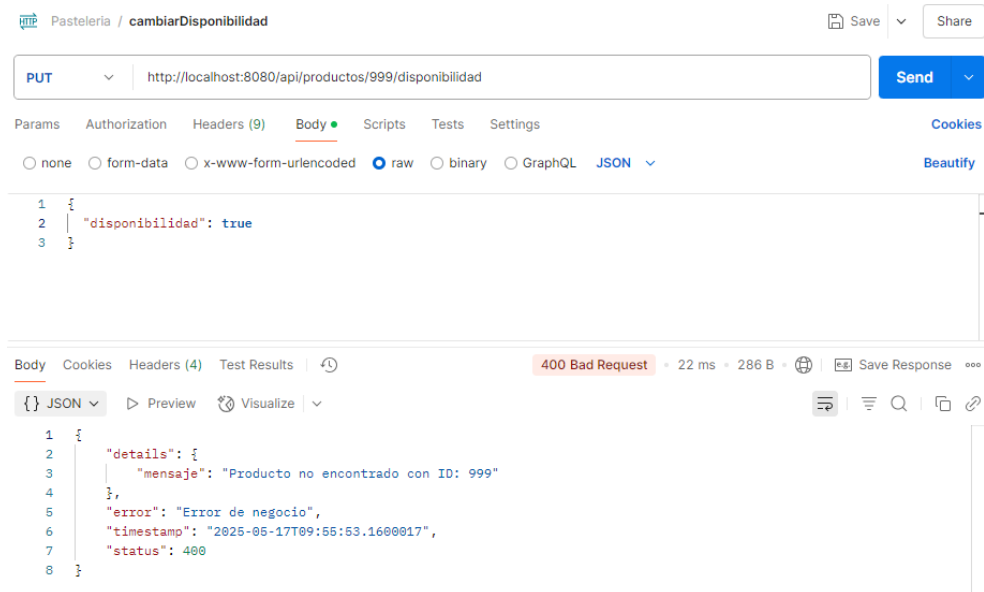 HTTP Pasteleria / cambiarDisponibilidad Save Share
PUT http://localhost:8080/api/productos/999/disponibilidad Send
Params Authorization Headers (9) Body Scripts Tests Settings Cookies
none form-data x-www-form-urlencoded raw binary GraphQL JSON Beautify
1 {
2 "disponibilidad": true
3 }
Body Cookies Headers (4) Test Results 400 Bad Request 22 ms 286 B e.g. Save Response
{} JSON Preview Visualize
1 {
2 "details": {
3 "mensaje": "Producto no encontrado con ID: 999"
4 },
5 "error": "Error de negocio",
6 "timestamp": "2025-05-17T09:55:53.1600017",
7 "status": 400
8 }